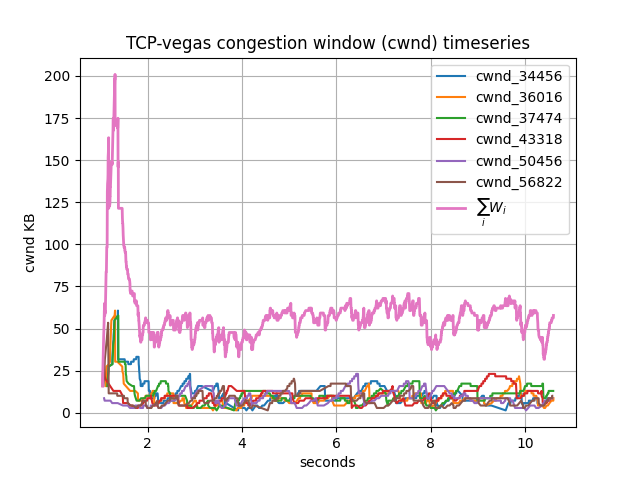 TCP-vegas congestion window (cwnd) timeseries
cwnd KB
200
175
150
125
100
75
50
25
0
cwnd_34456
cwnd_36016
cwnd_37474
cwnd_43318
cwnd_50456
cwnd_56822
∑ᵢ Wᵢ
2 4 6 8 10
seconds